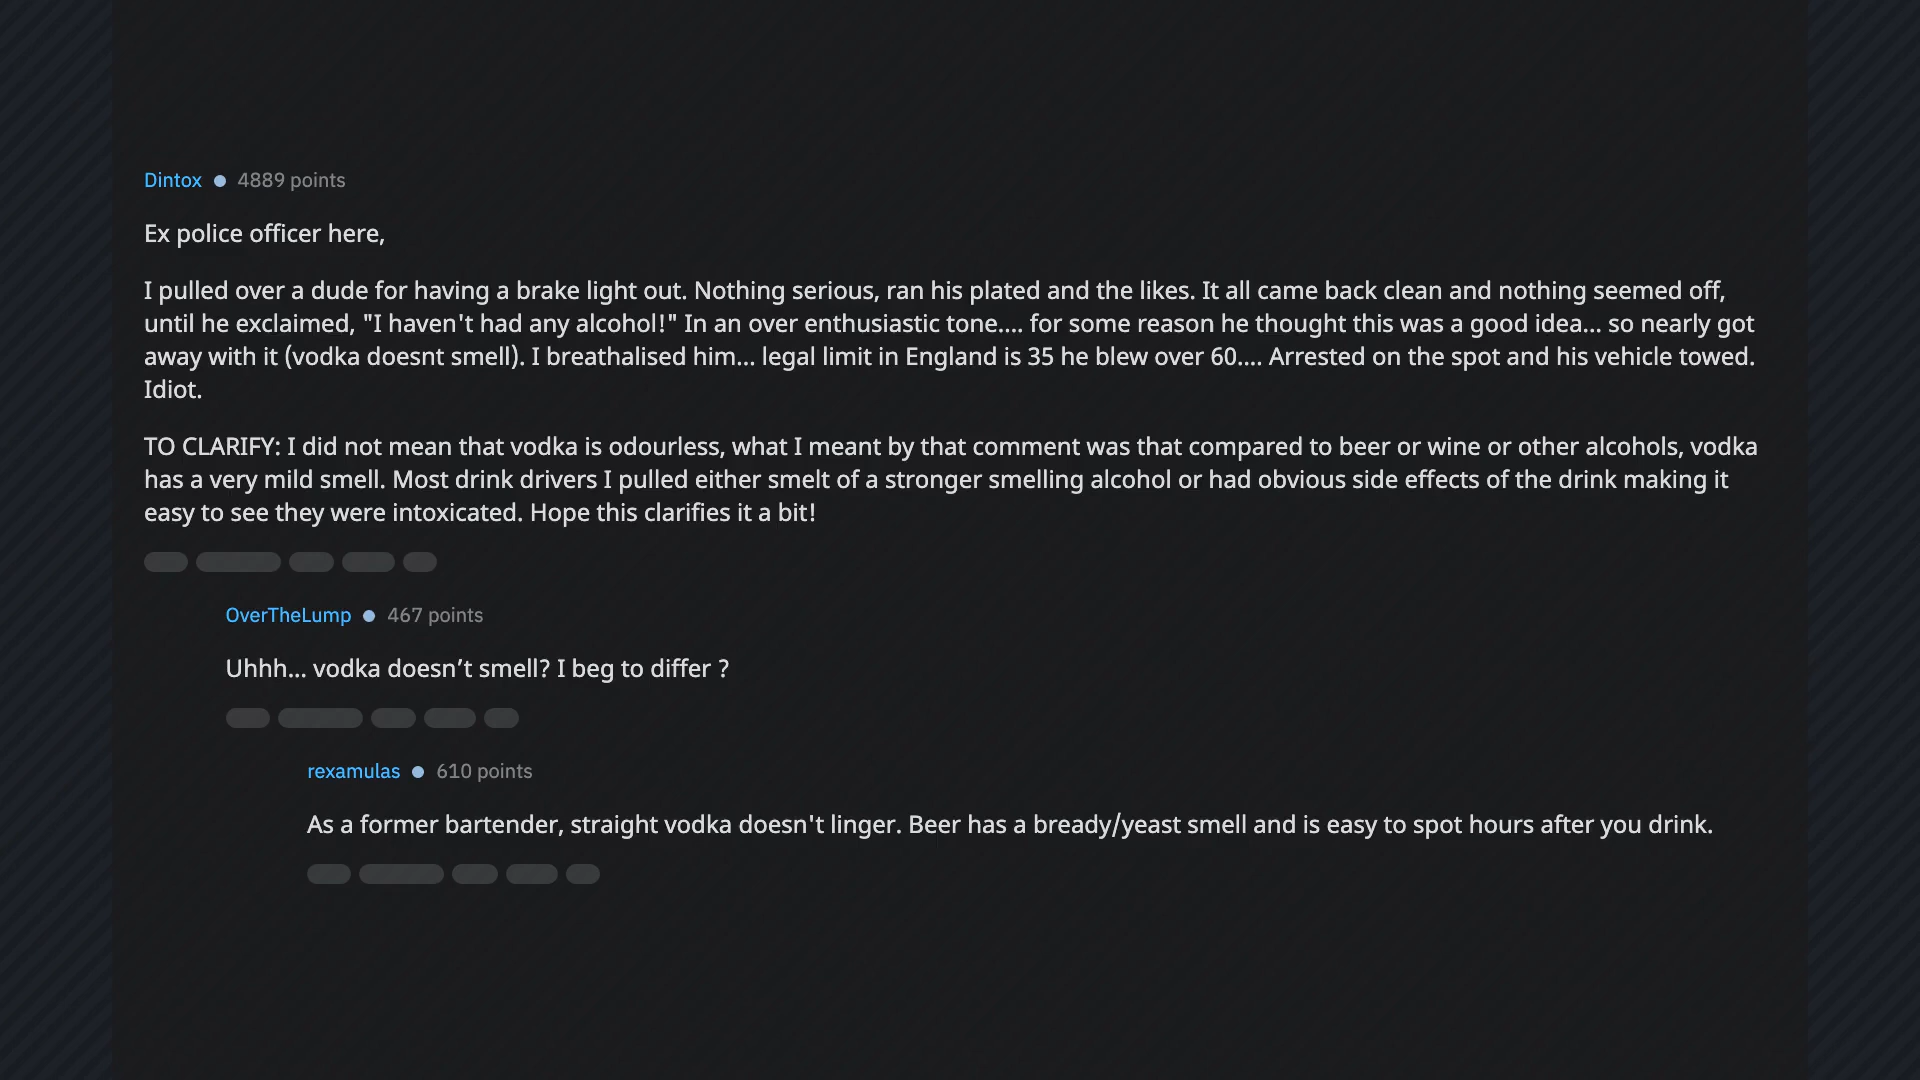 Dintox ● 4889 points
Ex police officer here,
I pulled over a dude for having a brake light out. Nothing serious, ran his plated and the likes. It all came back clean and nothing seemed off,
until he exclaimed, "I haven't had any alcohol!" In an over enthusiastic tone.... for some reason he thought this was a good idea... so nearly got
away with it (vodka doesnt smell). I breathalised him... legal limit in England is 35 he blew over 60.... Arrested on the spot and his vehicle towed.
Idiot.
TO CLARIFY: I did not mean that vodka is odourless, what I meant by that comment was that compared to beer or wine or other alcohols, vodka
has a very mild smell. Most drink drivers I pulled either smelt of a stronger smelling alcohol or had obvious side effects of the drink making it
easy to see they were intoxicated. Hope this clarifies it a bit!
OverTheLump ● 467 points
Uhhh... vodka doesn’t smell? I beg to differ ?
rexamulas ● 610 points
As a former bartender, straight vodka doesn't linger. Beer has a bready/yeast smell and is easy to spot hours after you drink.